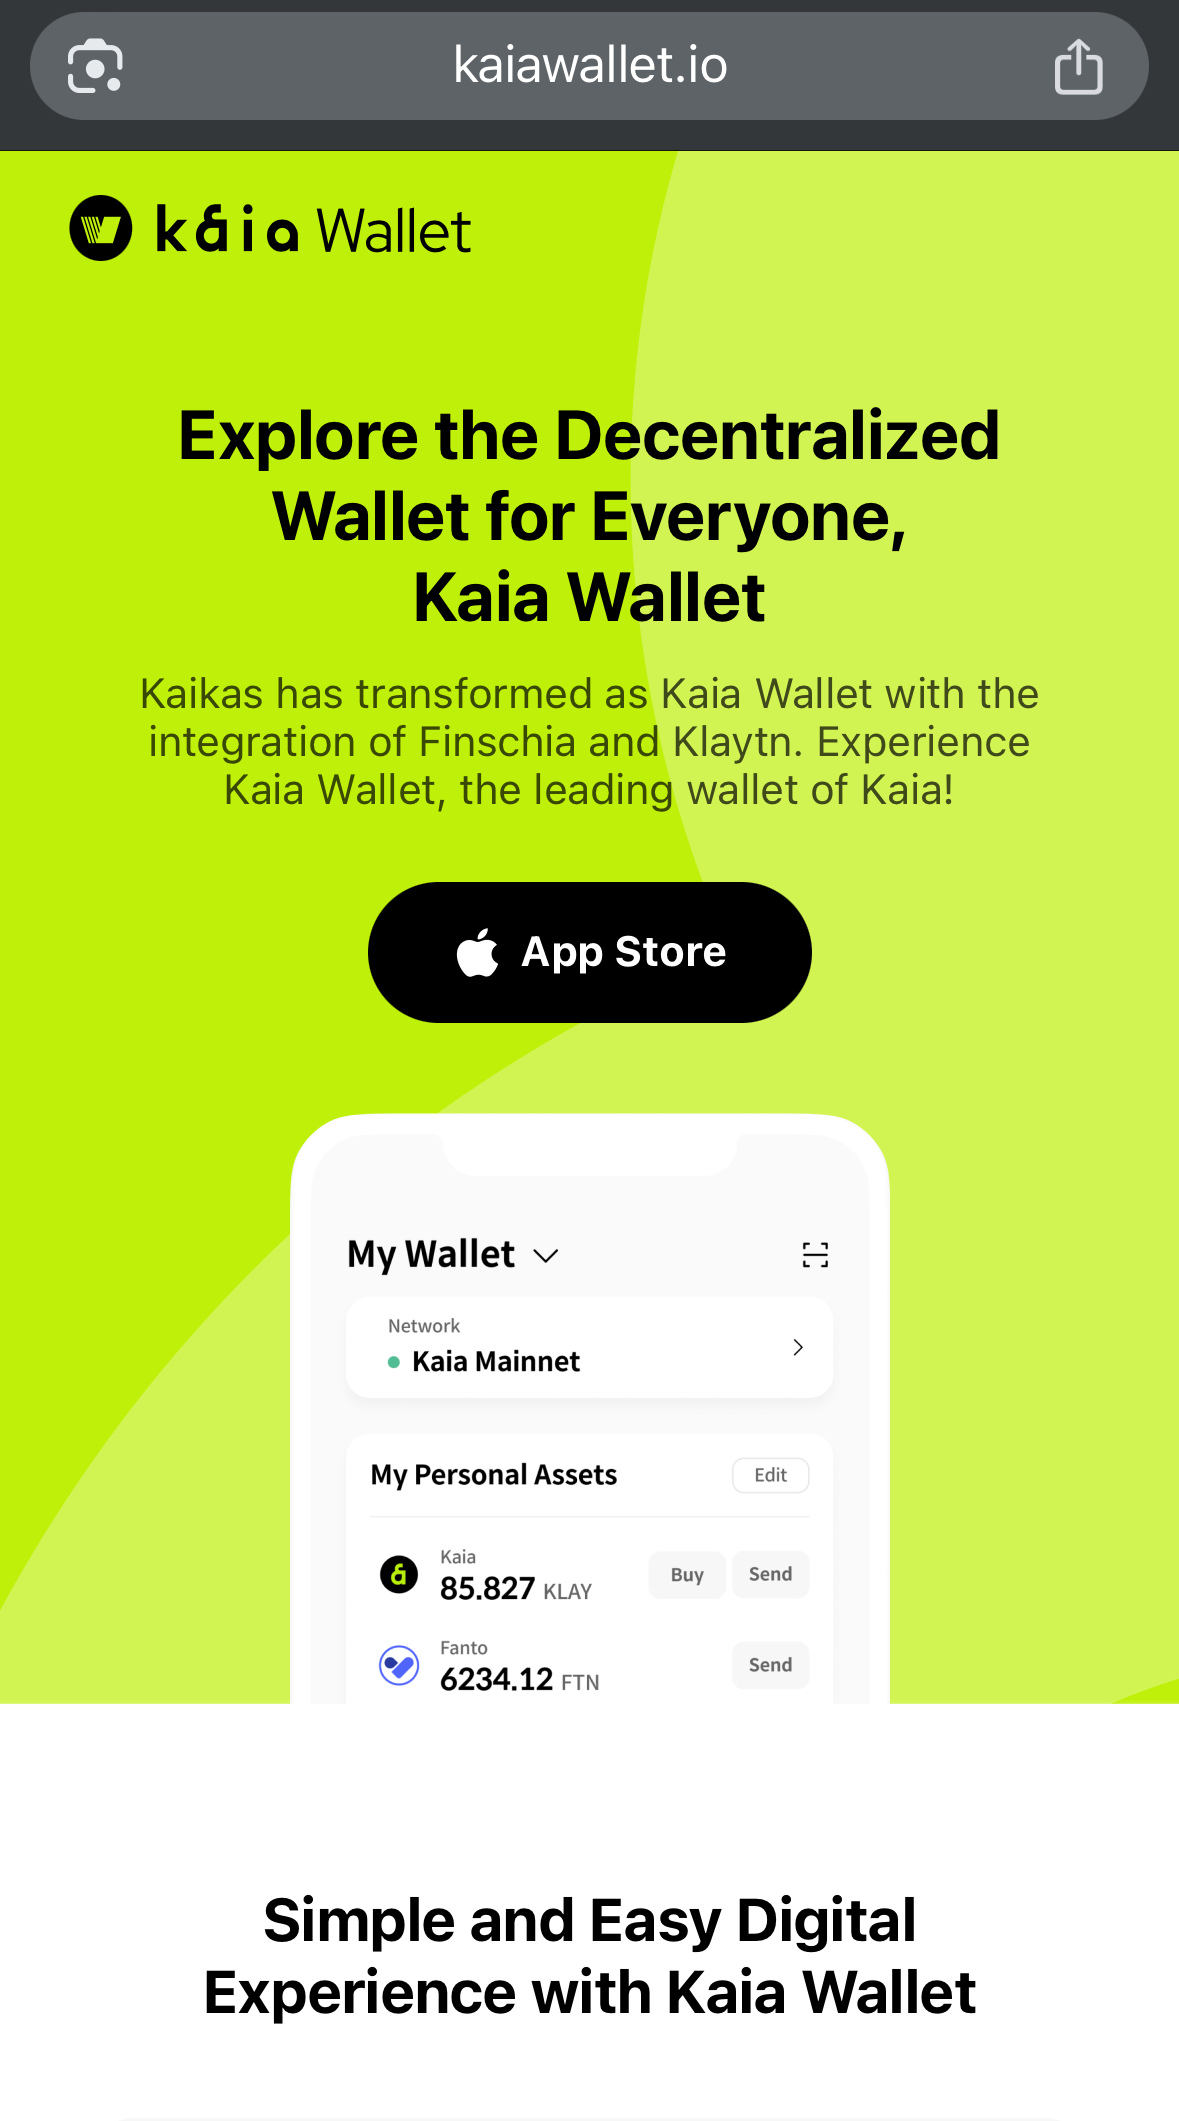 kaiawallet.io
kaia Wallet
Explore the Decentralized
Wallet for Everyone,
Kaia Wallet
Kaikas has transformed as Kaia Wallet with the
integration of Finschia and Klaytn. Experience
Kaia Wallet, the leading wallet of Kaia!
App Store
My Wallet
Network
Kaia Mainnet
My Personal Assets
Edit
Kaia
85.827 KLAY
Buy
Send
Fanto
6234.12 FTN
Send
Simple and Easy Digital
Experience with Kaia Wallet